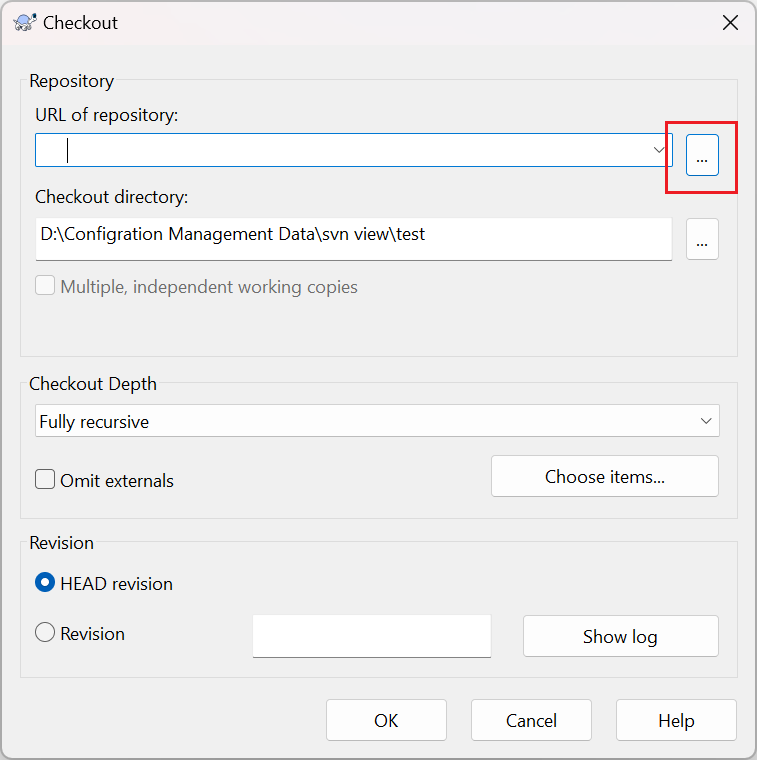 Checkout
Repository
URL of repository:
...
Checkout directory:
D:\Configration Management Data\svn view\test
...
Multiple, independent working copies
Checkout Depth
Fully recursive
Omit externals
Choose items...
Revision
HEAD revision
Revision
Show log
OK
Cancel
Help